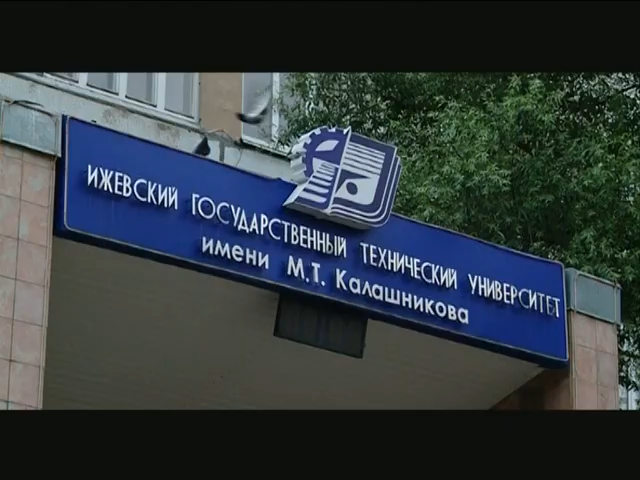 ИЖЕВСКИЙ ГОСУДАРСТВЕННЫЙ ТЕХНИЧЕСКИЙ УНИВЕРСИТЕТ
имени М.Т. Калашникова